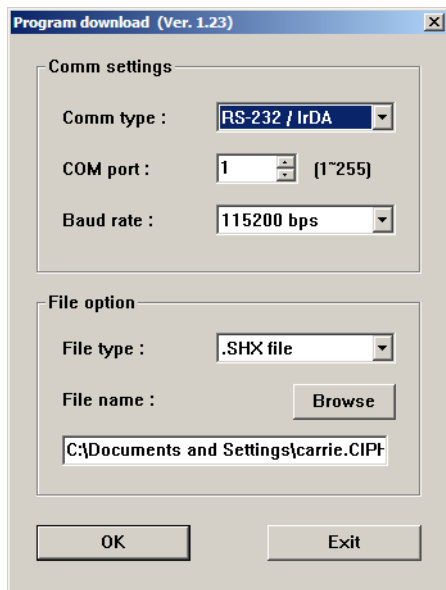 Program download (Ver. 1.23)
Comm settings
Comm type : RS-232 / IrDA
COM port : 1 (1~255)
Baud rate : 115200 bps
File option
File type : .SHX file
File name : Browse
C:\Documents and Settings\carrie.CIPH
OK Exit